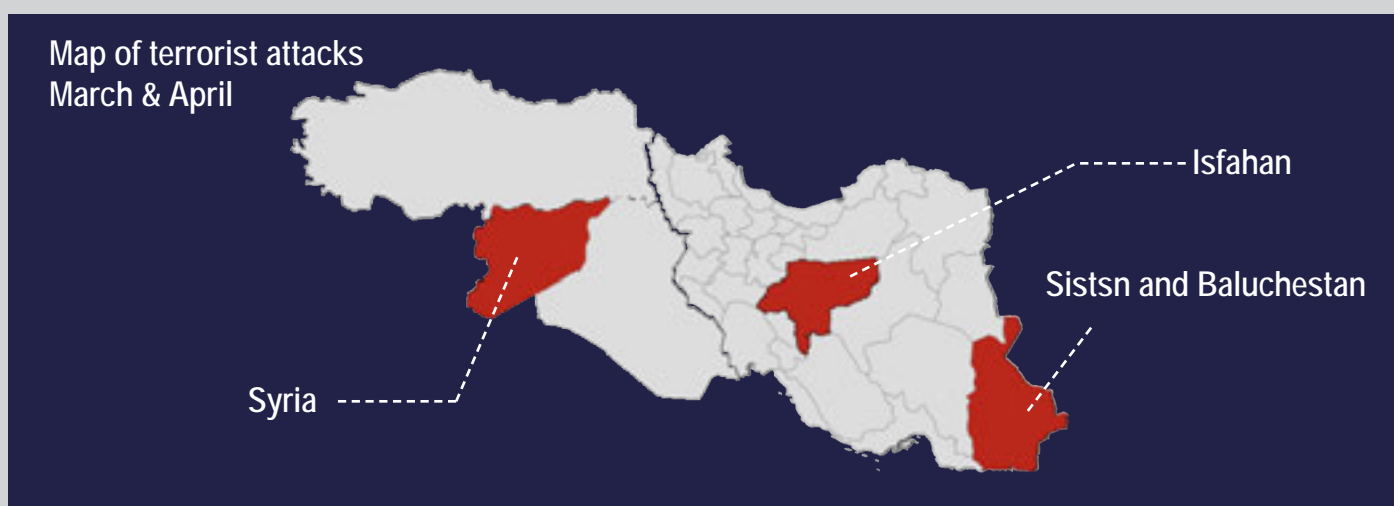 Map of terrorist attacks
March & April
Isfahan
Sistsn and Baluchestan
Syria